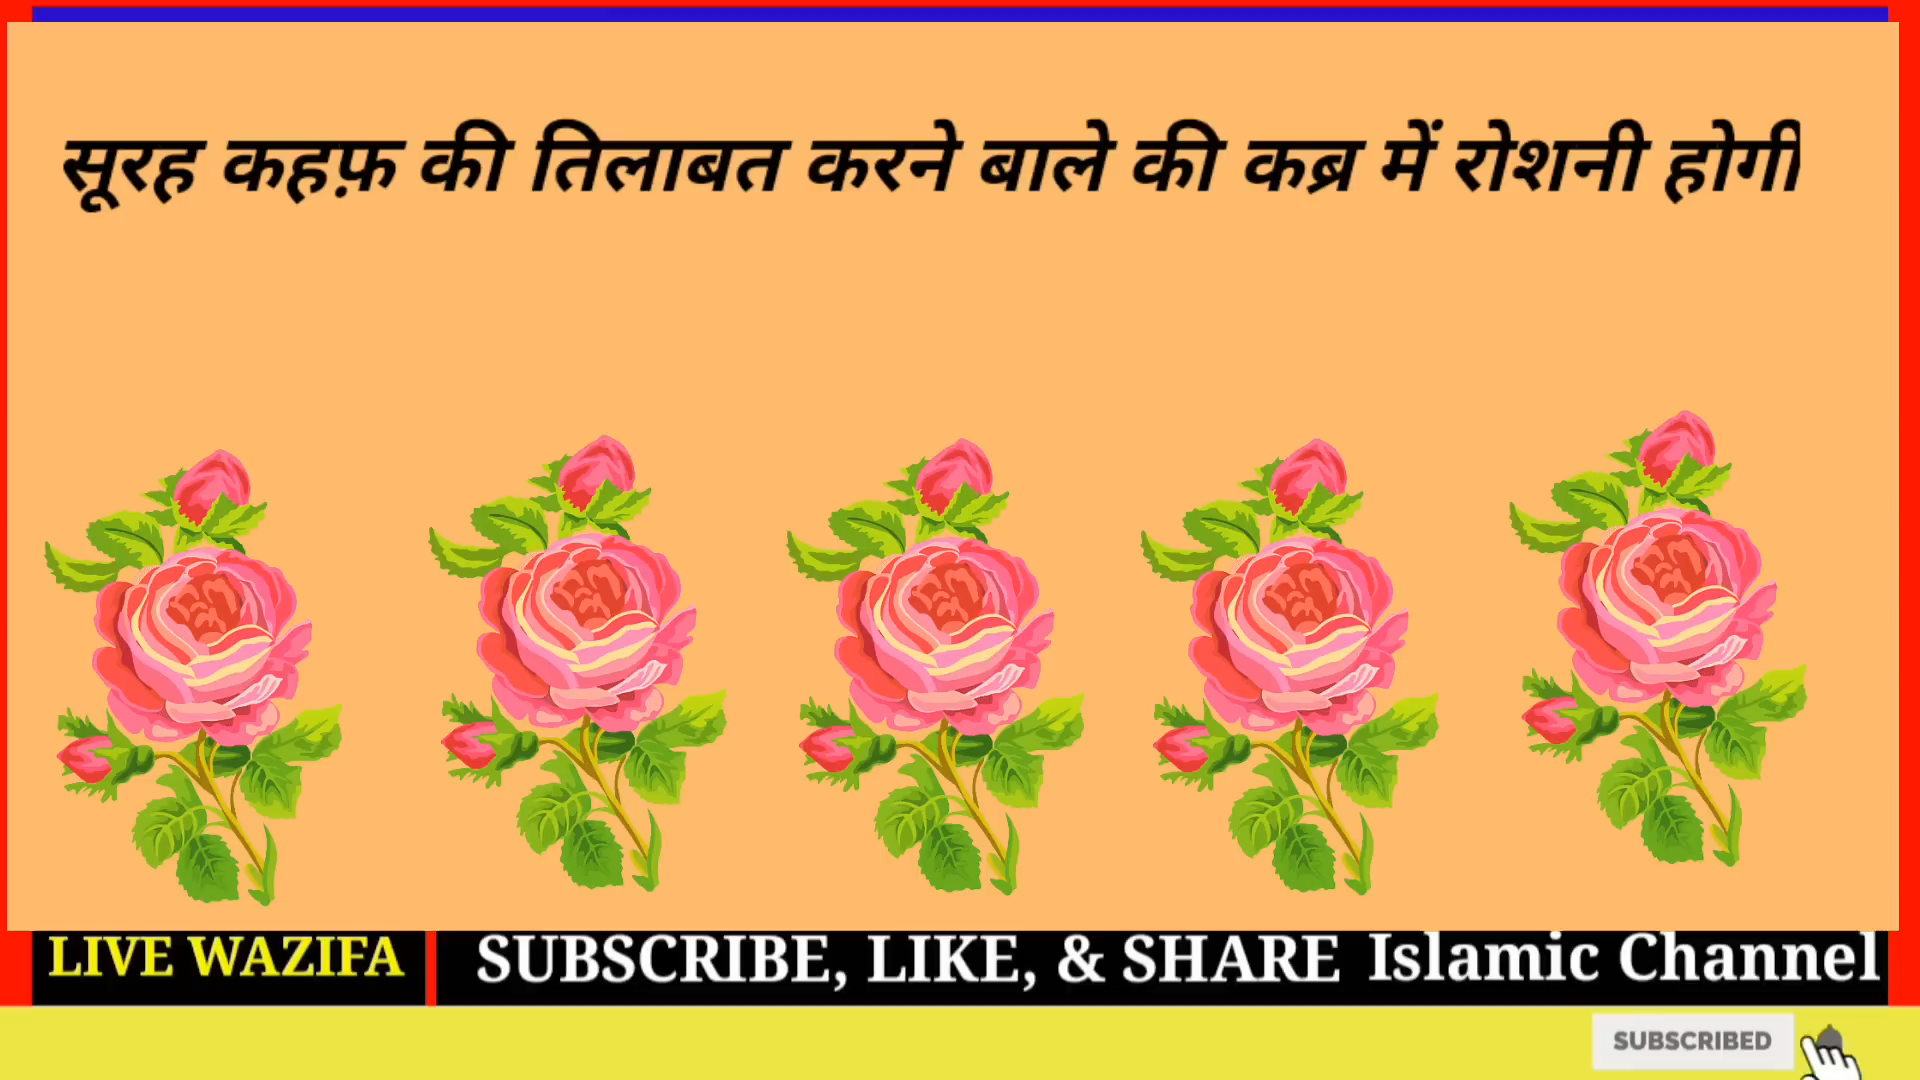 सूरह कहफ़ की तिलाबत करने बाले की कब्र में रोशनी होगी
LIVE WAZIFA SUBSCRIBE, LIKE, & SHARE Islamic Channel
SUBSCRIBED